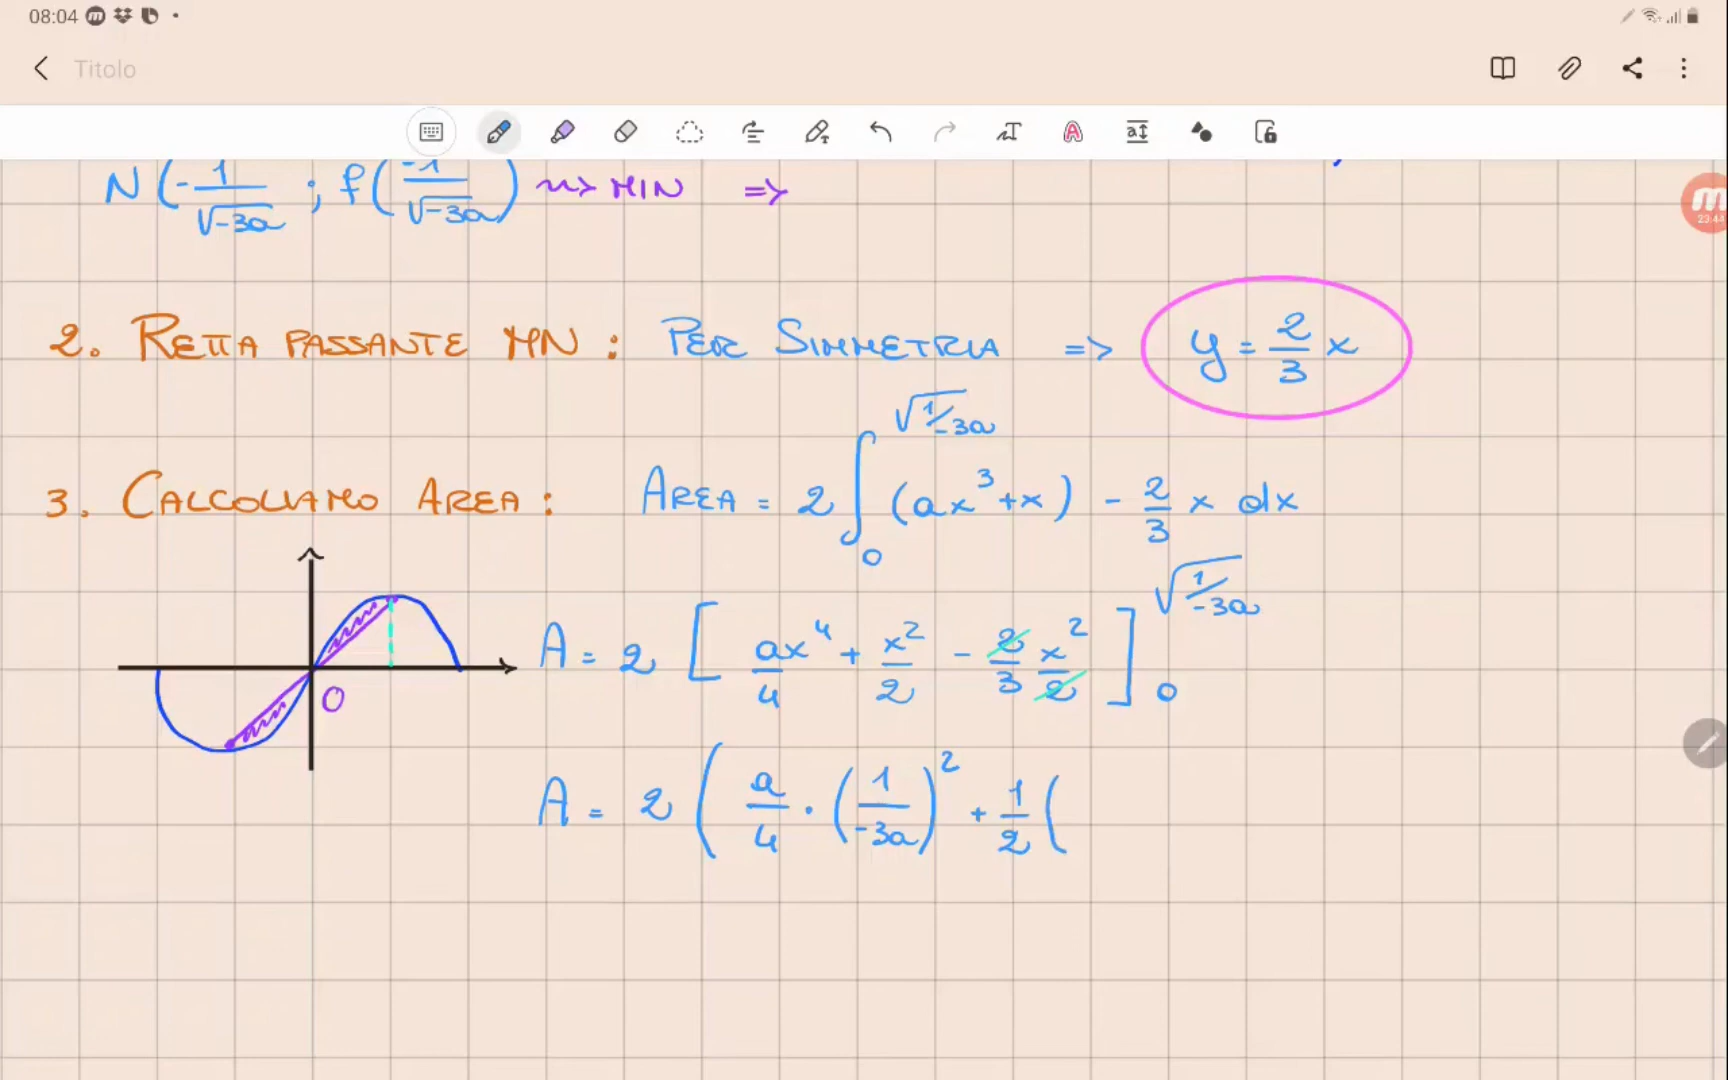 08:04
Titolo
N(-1/√-3a ; f(-1/√-3a) ~> MIN =>
23:44
2. RETTA PASSANTE MN : PER SIMMETRIA => y = 2/3 x
3. CALCOLIAMO AREA : AREA = 2 ∫₀^√(1/-3a) (ax³+x) - 2/3 x dx
O
A = 2 [ ax⁴/4 + x²/2 - 2/3 x²/2 ]₀^√(1/-3a)
A = 2 ( a/4 · (1/-3a)² + 1/2 (